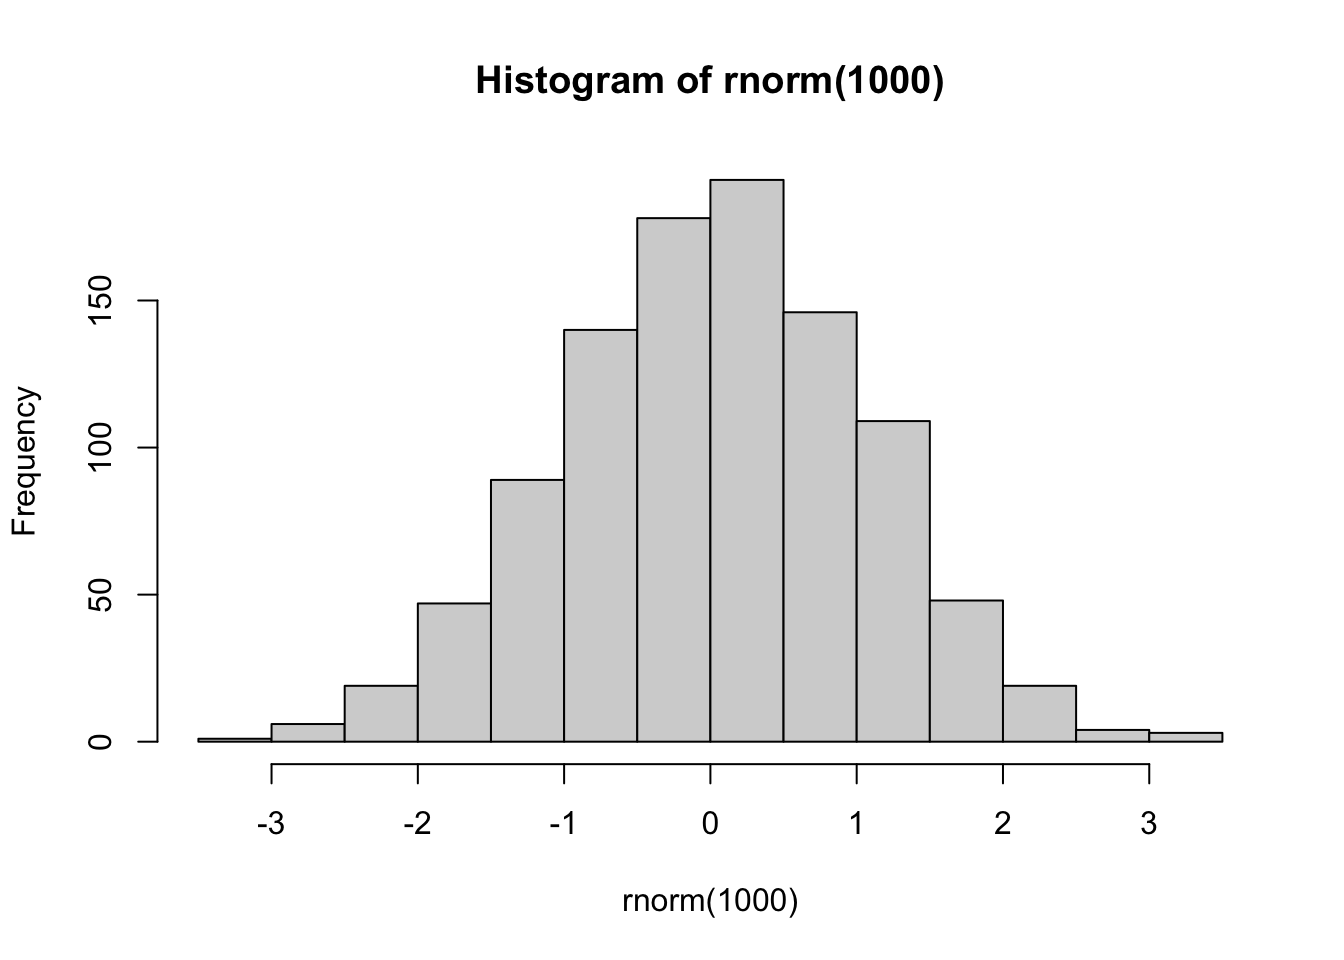 Histogram of rnorm(1000)
Frequency
150
100
50
0
-3 -2 -1 0 1 2 3
rnorm(1000)